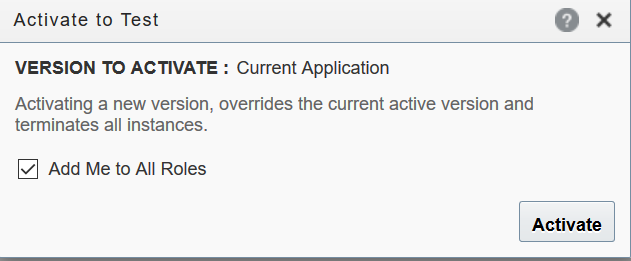 Activate to Test
VERSION TO ACTIVATE : Current Application
Activating a new version, overrides the current active version and
terminates all instances.
Add Me to All Roles
Activate